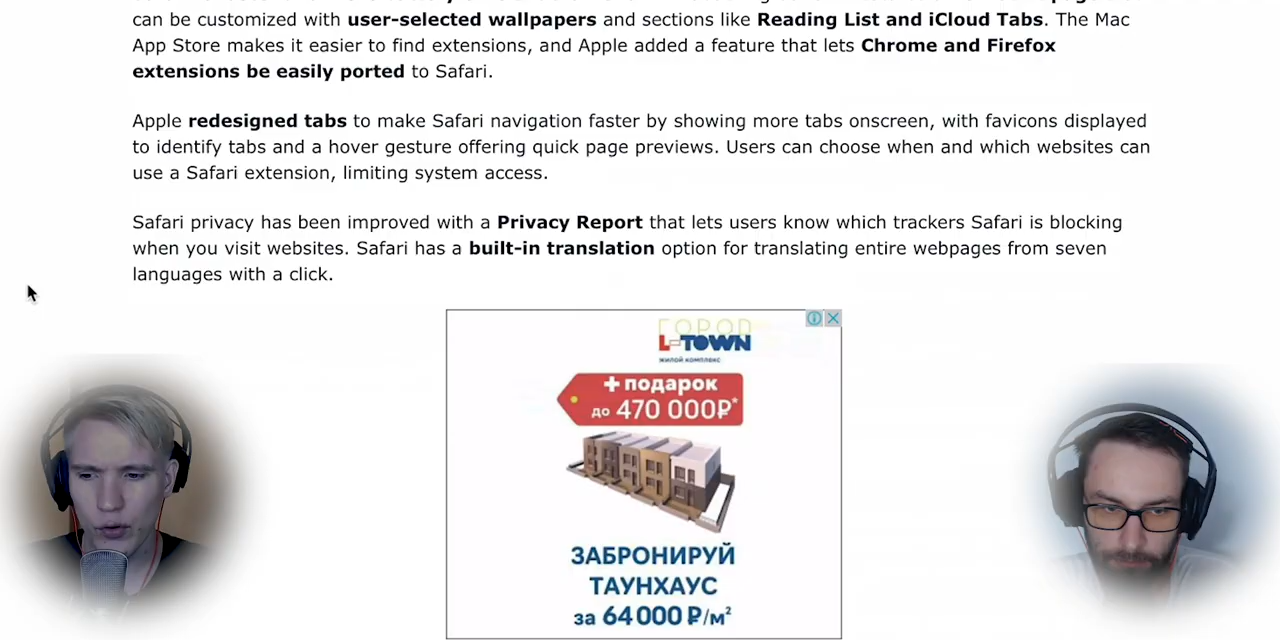 can be customized with user-selected wallpapers and sections like Reading List and iCloud Tabs. The Mac
App Store makes it easier to find extensions, and Apple added a feature that lets Chrome and Firefox
extensions be easily ported to Safari.
Apple redesigned tabs to make Safari navigation faster by showing more tabs onscreen, with favicons displayed
to identify tabs and a hover gesture offering quick page previews. Users can choose when and which websites can
use a Safari extension, limiting system access.
Safari privacy has been improved with a Privacy Report that lets users know which trackers Safari is blocking
when you visit websites. Safari has a built-in translation option for translating entire webpages from seven
languages with a click.
ГОРОД
L-TOWN
ЖИЛОЙ КОМПЛЕКС
+ подарок
до 470 000₽*
ЗАБРОНИРУЙ
ТАУНХАУС
за 64 000 ₽/м²